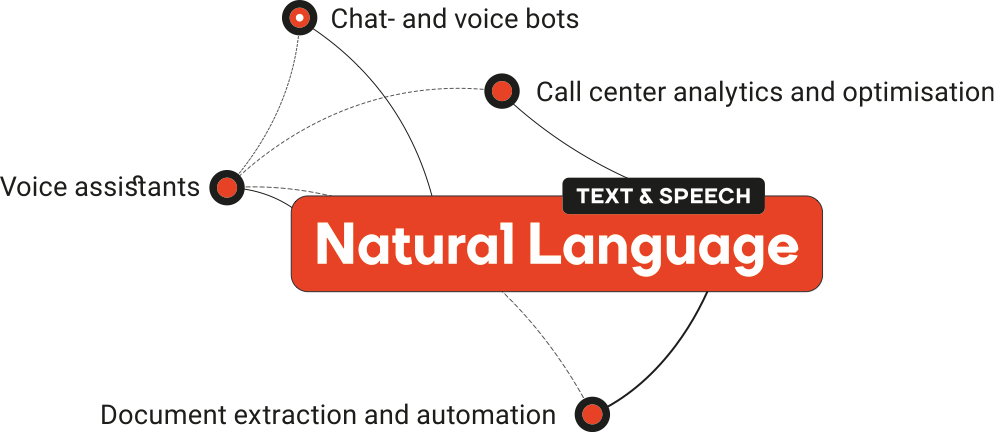 Chat- and voice bots
Call center analytics and optimisation
Voice assistants
TEXT & SPEECH
Natural Language
Document extraction and automation